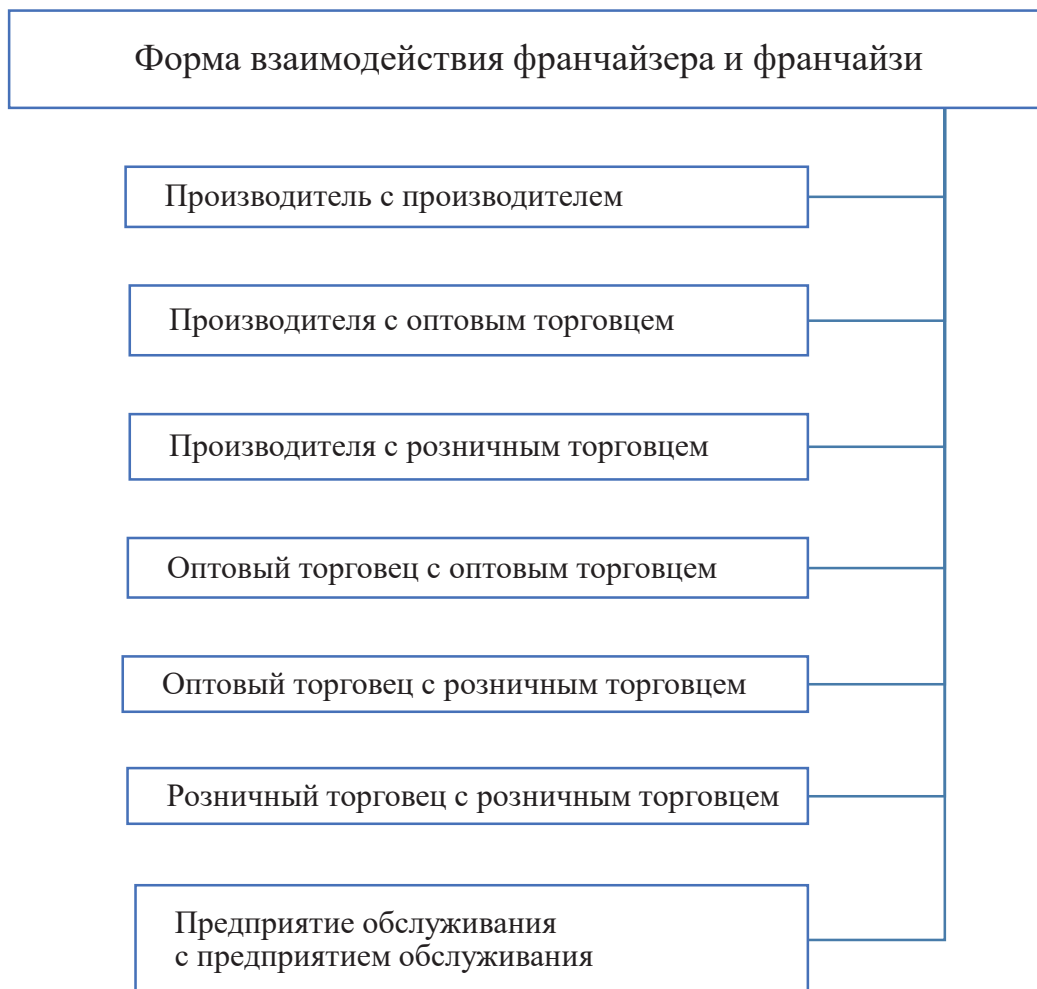 Форма взаимодействия франчайзера и франчайзи
Производитель с производителем
Производителя с оптовым торговцем
Производителя с розничным торговцем
Оптовый торговец с оптовым торговцем
Оптовый торговец с розничным торговцем
Розничный торговец с розничным торговцем
Предприятие обслуживания
с предприятием обслуживания